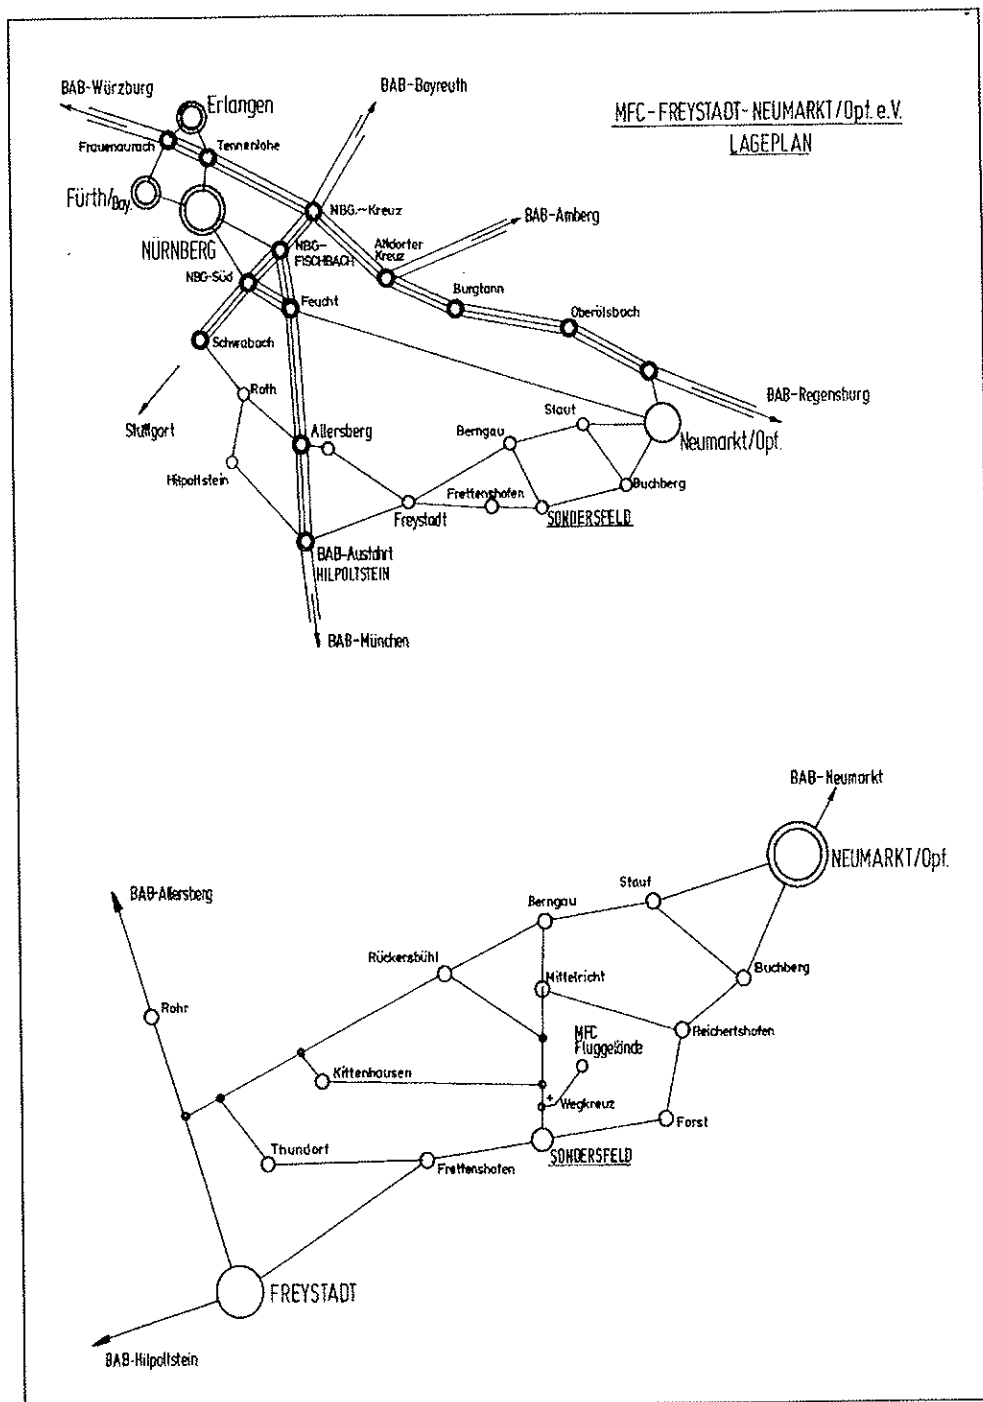 MFC-FREYSTADT-NEUMARKT/Opf. e.V.
LAGEPLAN
BAB-Würzburg
Erlangen
BAB-Bayreuth
Frauenaurach
Tennenlohe
Fürth/Bay.
NÜRNBERG
NBG.-Kreuz
NBG-
FISCHBACH
Altdorfer
Kreuz
BAB-Amberg
NBG-Süd
Feucht
Burgtann
Oberölsbach
Schwabach
BAB-Regensburg
Roth
Stuttgart
Allersberg
Berngau
Stauf
Neumarkt/Opf.
Hilpoltstein
Frettenshofen
Buchberg
Freystadt
SONDERSFELD
BAB-Ausfahrt
HILPOLTSTEIN
BAB-München
BAB-Neumarkt
NEUMARKT/Opf.
BAB-Allersberg
Stauf
Berngau
Rückersbühl
Buchberg
Mittelricht
Rohr
Reichertshofen
MFC
Fluggelände
Kittenhausen
Wegkreuz
Forst
Thundorf
Frettenshofen
SONDERSFELD
FREYSTADT
BAB-Hilpoltstein